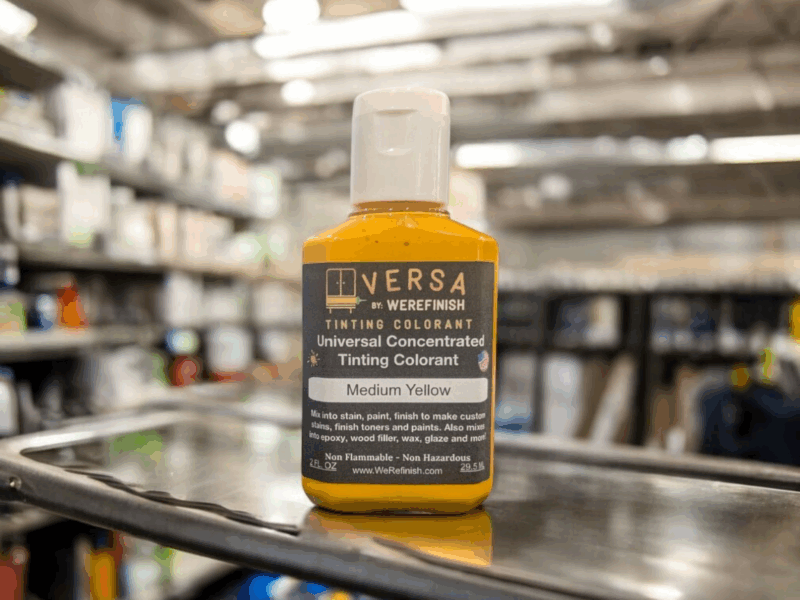 VERSA
BY: WEREFINISH
TINTING COLORANT
Universal Concentrated
Tinting Colorant
Medium Yellow
Mix into stain, paint, finish to make custom
stains, finish toners and paints. Also mixes
into epoxy, wood filler, wax, glaze and more!
Non Flammable - Non Hazardous
2 FL. OZ
29.5 ML
www.WeRefinish.com